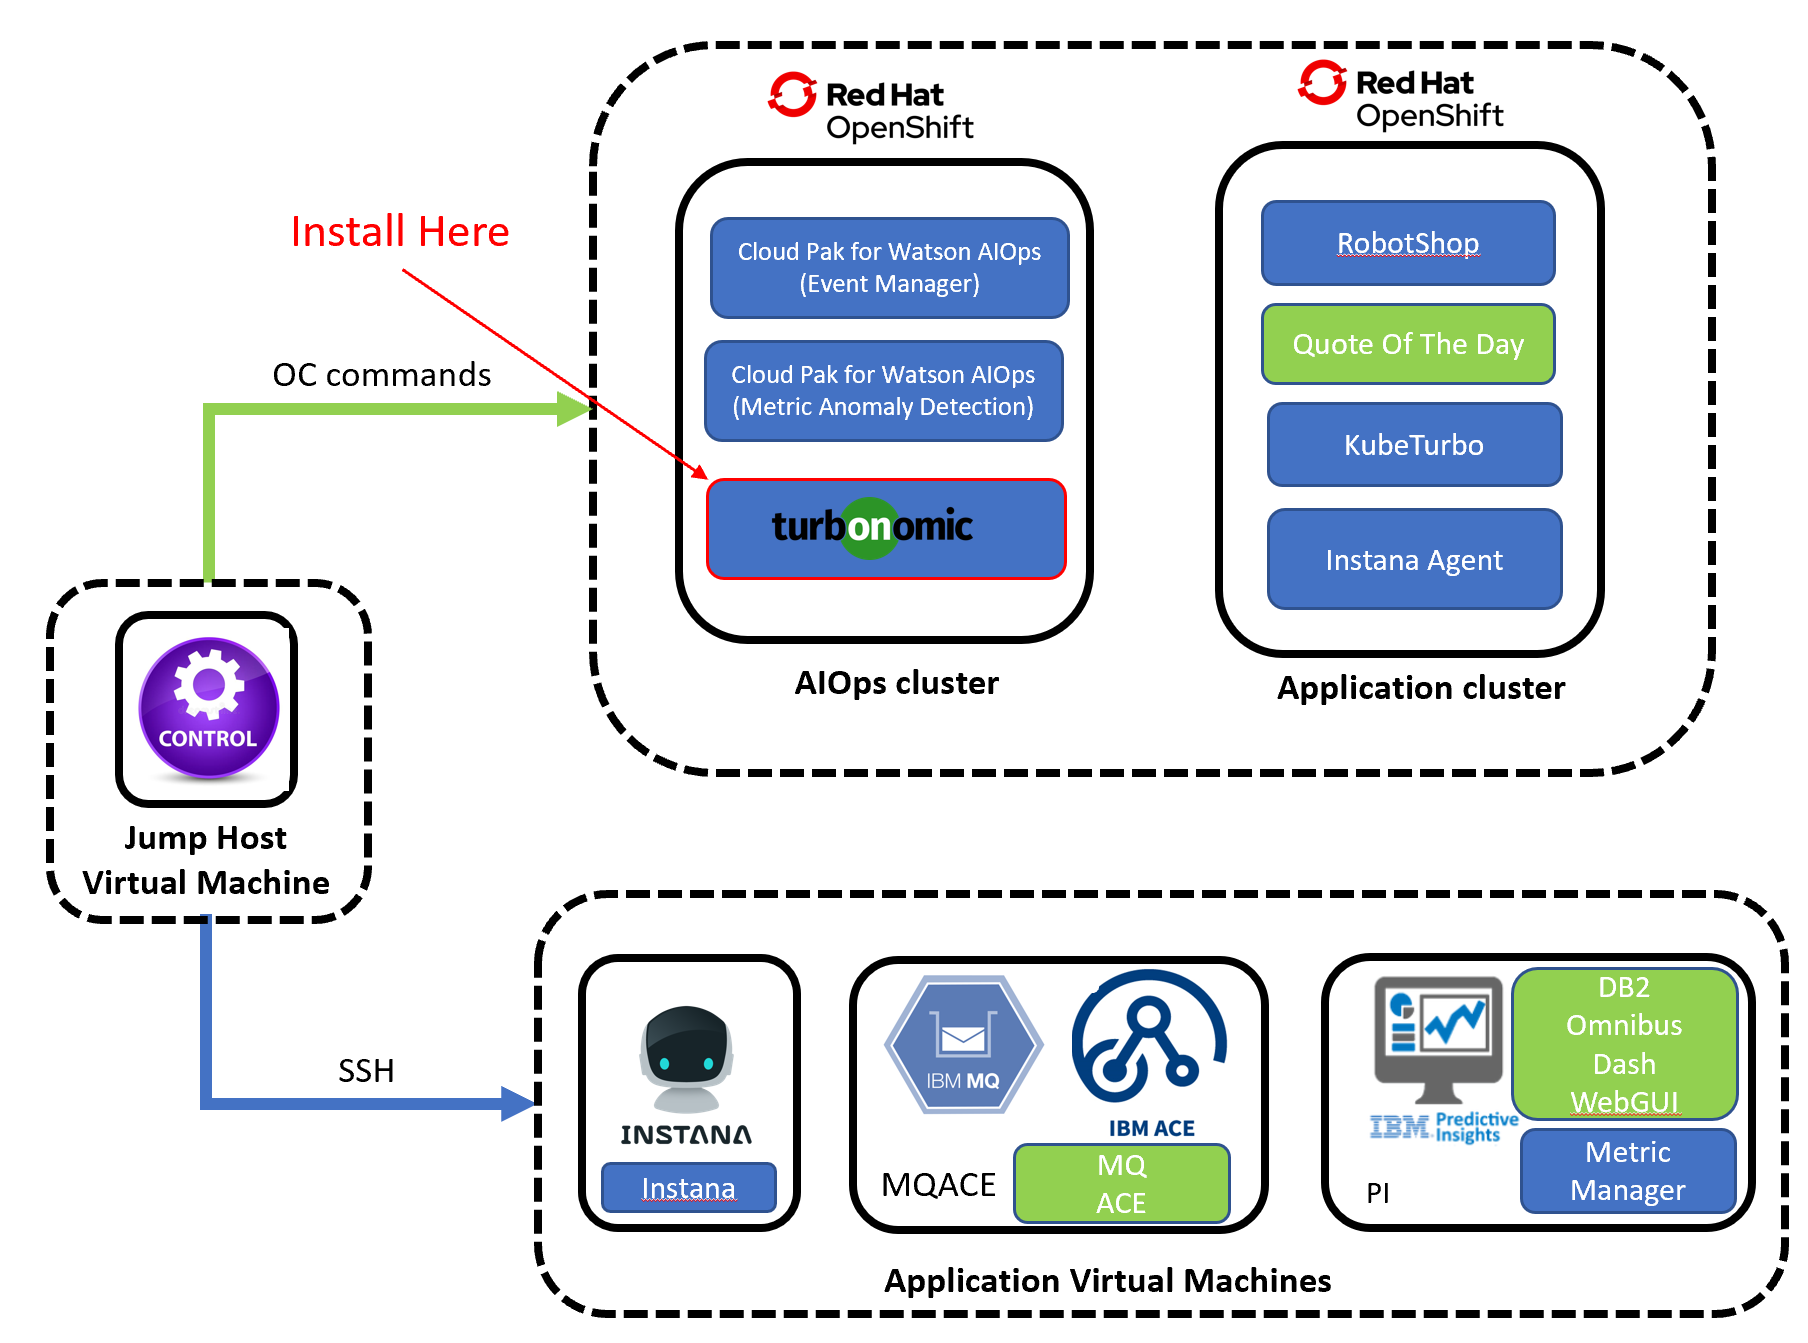 Red Hat
OpenShift
Red Hat
OpenShift
Install Here
Cloud Pak for Watson AIOps
(Event Manager)
Cloud Pak for Watson AIOps
(Metric Anomaly Detection)
turbonomic
RobotShop
Quote Of The Day
KubeTurbo
Instana Agent
OC commands
AIOps cluster
Application cluster
CONTROL
Jump Host
Virtual Machine
SSH
INSTANA
Instana
IBM MQ
IBM ACE
MQACE
MQ
ACE
IBM Predictive
Insights
PI
DB2
Omnibus
Dash
WebGUI
Metric
Manager
Application Virtual Machines